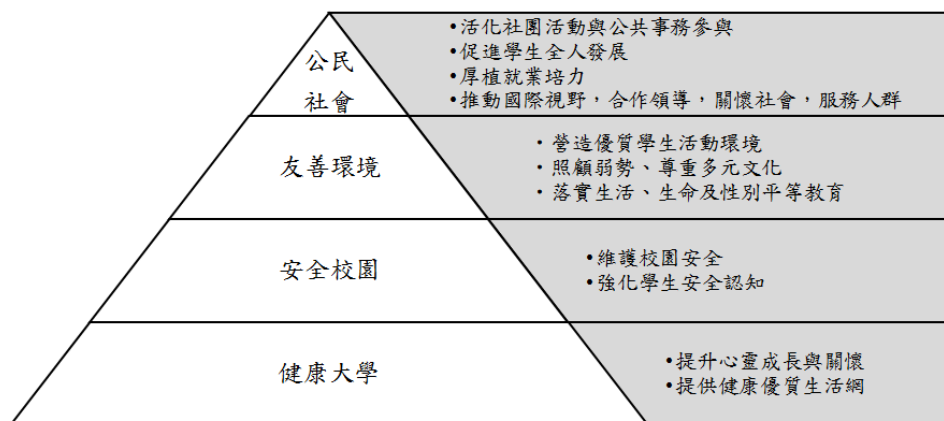 公民
社會
•活化社團活動與公共事務參與
•促進學生全人發展
•厚植就業培力
•推動國際視野，合作領導，關懷社會，服務人群
友善環境
•營造優質學生活動環境
•照顧弱勢、尊重多元文化
•落實生活、生命及性別平等教育
安全校園
•維護校園安全
•強化學生安全認知
健康大學
•提升心靈成長與關懷
•提供健康優質生活網